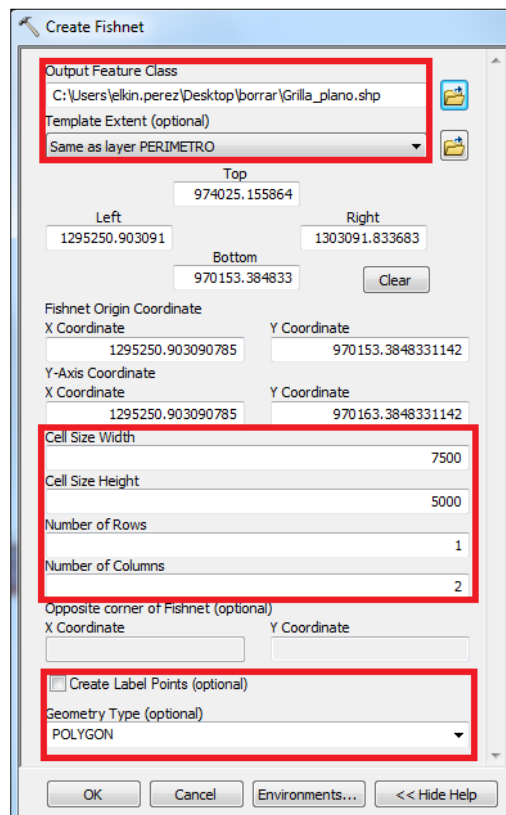 Create Fishnet
Output Feature Class
C:\Users\elkin.perez\Desktop\borrar\Grilla_plano.shp
Template Extent (optional)
Same as layer PERIMETRO
Top
974025.155864
Left Right
1295250.903091 1303091.833683
Bottom
970153.384833 Clear
Fishnet Origin Coordinate
X Coordinate Y Coordinate
1295250.903090785 970153.3848331142
Y-Axis Coordinate
X Coordinate Y Coordinate
1295250.903090785 970163.3848331142
Cell Size Width
7500
Cell Size Height
5000
Number of Rows
1
Number of Columns
2
Opposite corner of Fishnet (optional)
X Coordinate Y Coordinate
Create Label Points (optional)
Geometry Type (optional)
POLYGON
OK Cancel Environments... << Hide Help